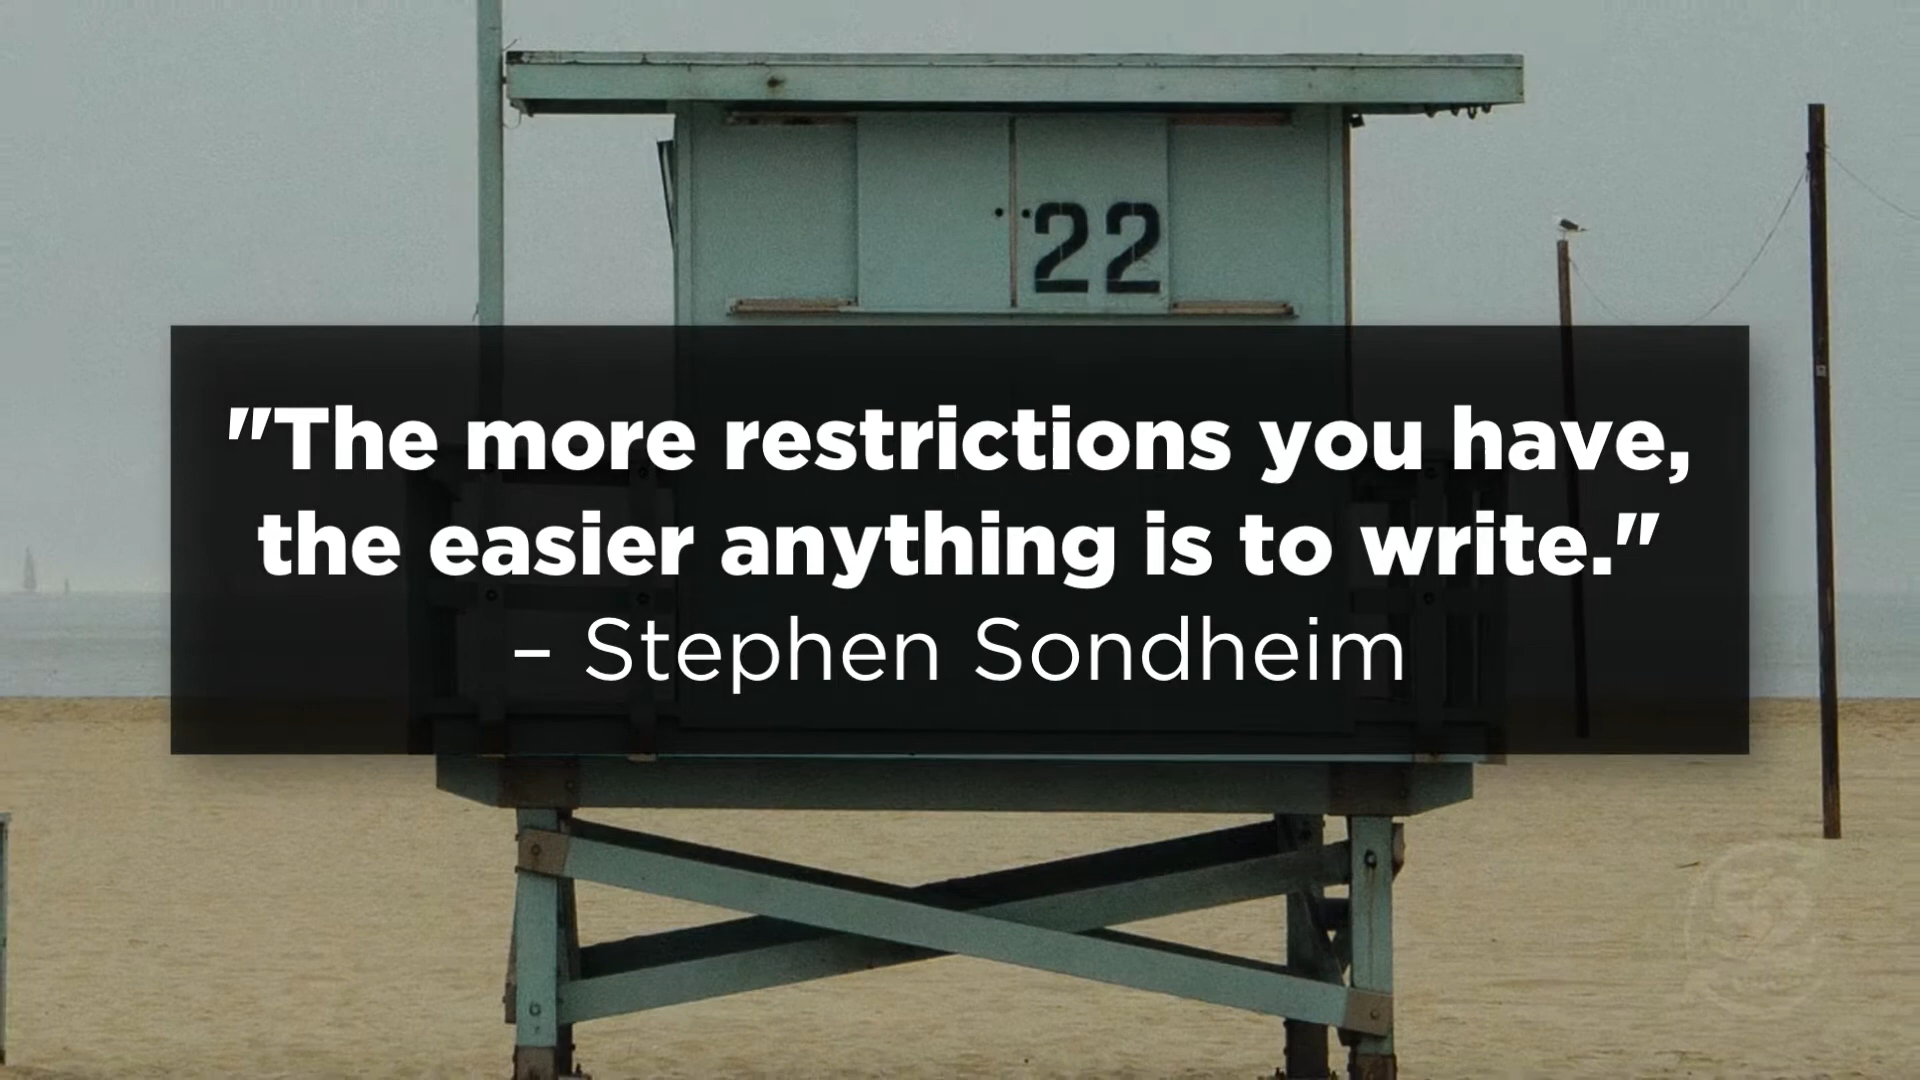 22
"The more restrictions you have,
the easier anything is to write."
– Stephen Sondheim